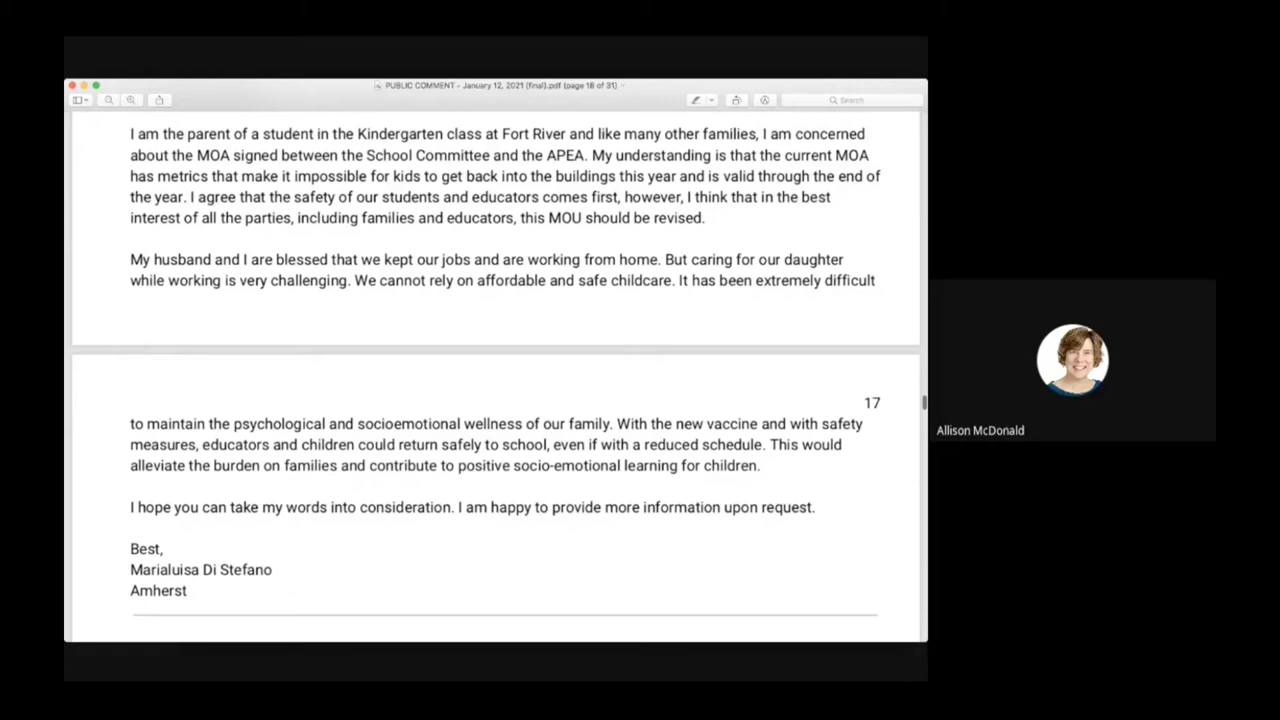 PUBLIC COMMENT - January 12, 2021 (final).pdf (page 18 of 31)
Search
I am the parent of a student in the Kindergarten class at Fort River and like many other families, I am concerned
about the MOA signed between the School Committee and the APEA. My understanding is that the current MOA
has metrics that make it impossible for kids to get back into the buildings this year and is valid through the end of
the year. I agree that the safety of our students and educators comes first, however, I think that in the best
interest of all the parties, including families and educators, this MOU should be revised.
My husband and I are blessed that we kept our jobs and are working from home. But caring for our daughter
while working is very challenging. We cannot rely on affordable and safe childcare. It has been extremely difficult
17
to maintain the psychological and socioemotional wellness of our family. With the new vaccine and with safety
measures, educators and children could return safely to school, even if with a reduced schedule. This would
alleviate the burden on families and contribute to positive socio-emotional learning for children.
I hope you can take my words into consideration. I am happy to provide more information upon request.
Best,
Marialuisa Di Stefano
Amherst
Allison McDonald